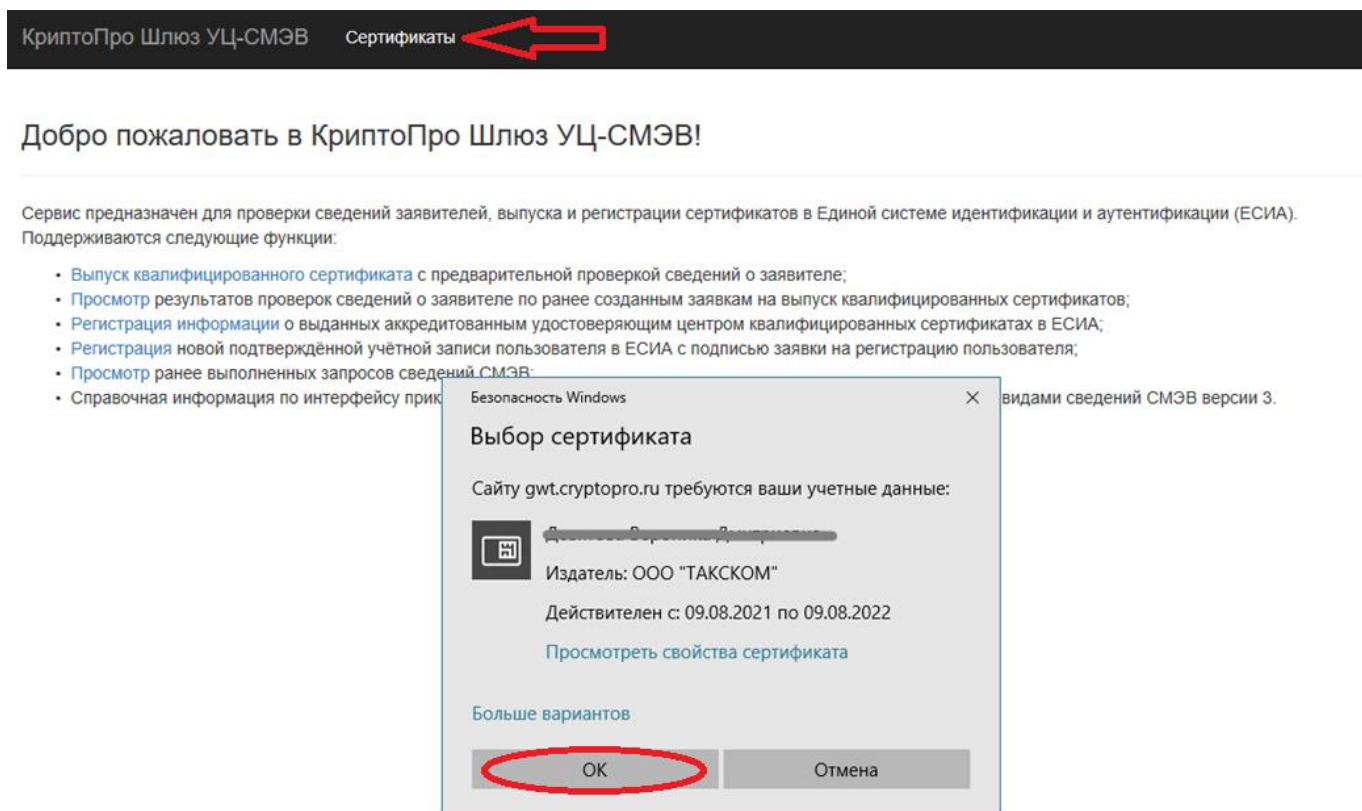 КриптоПро Шлюз УЦ-СМЭВ Сертификаты
Добро пожаловать в КриптоПро Шлюз УЦ-СМЭВ!
Сервис предназначен для проверки сведений заявителей, выпуска и регистрации сертификатов в Единой системе идентификации и аутентификации (ЕСИА).
Поддерживаются следующие функции:
• Выпуск квалифицированного сертификата с предварительной проверкой сведений о заявителе;
• Просмотр результатов проверок сведений о заявителе по ранее созданным заявкам на выпуск квалифицированных сертификатов;
• Регистрация информации о выданных аккредитованным удостоверяющим центром квалифицированных сертификатах в ЕСИА;
• Регистрация новой подтверждённой учётной записи пользователя в ЕСИА с подписью заявки на регистрацию пользователя;
• Просмотр ранее выполненных запросов сведений СМЭВ;
• Справочная информация по интерфейсу прик видами сведений СМЭВ версии 3.
Безопасность Windows
Выбор сертификата
Сайту gwt.cryptopro.ru требуются ваши учетные данные:
Издатель: ООО "ТАКСКОМ"
Действителен с: 09.08.2021 по 09.08.2022
Просмотреть свойства сертификата
Больше вариантов
ОК Отмена